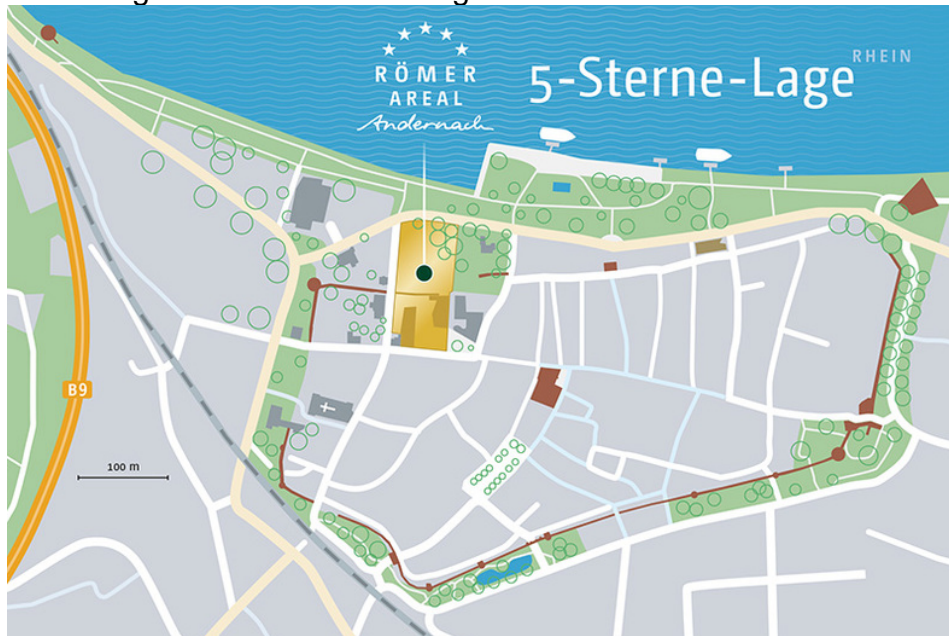 RÖMER
AREAL
Andernach
5-Sterne-Lage
RHEIN
B9
100 m